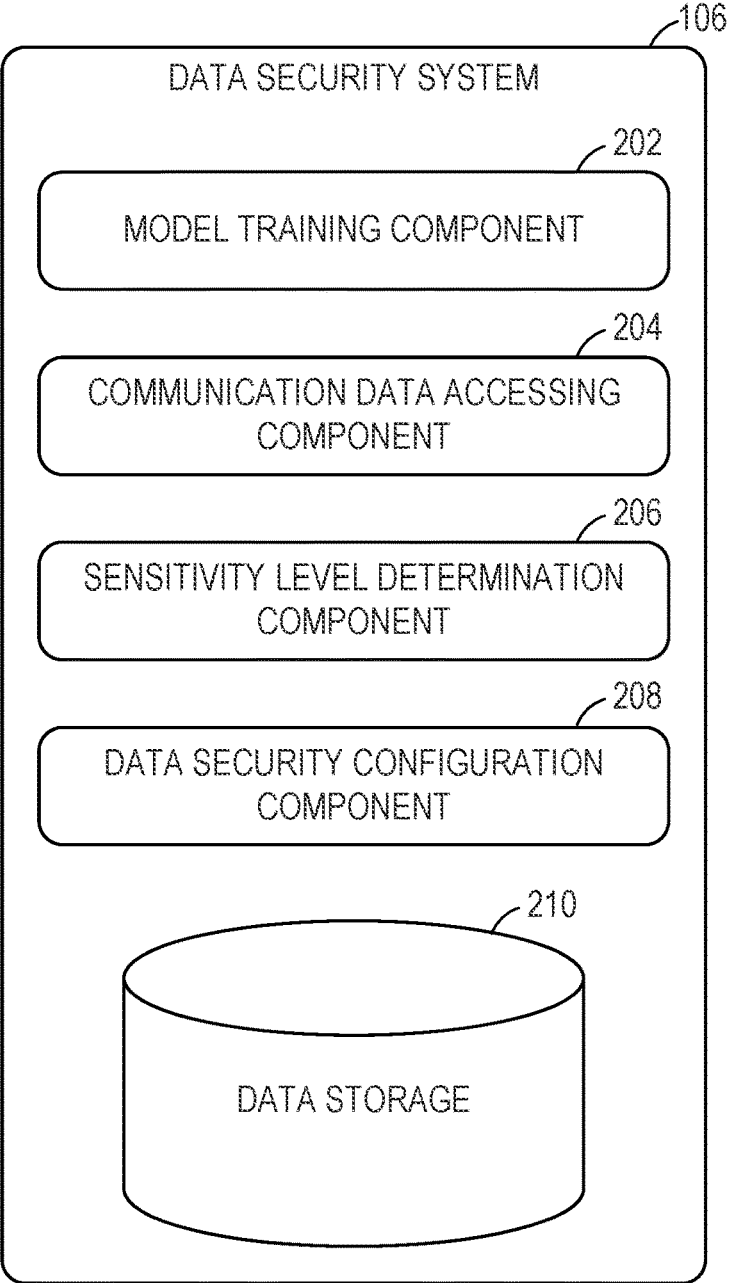 106
DATA SECURITY SYSTEM
202
MODEL TRAINING COMPONENT
204
COMMUNICATION DATA ACCESSING
COMPONENT
206
SENSITIVITY LEVEL DETERMINATION
COMPONENT
208
DATA SECURITY CONFIGURATION
COMPONENT
210
DATA STORAGE